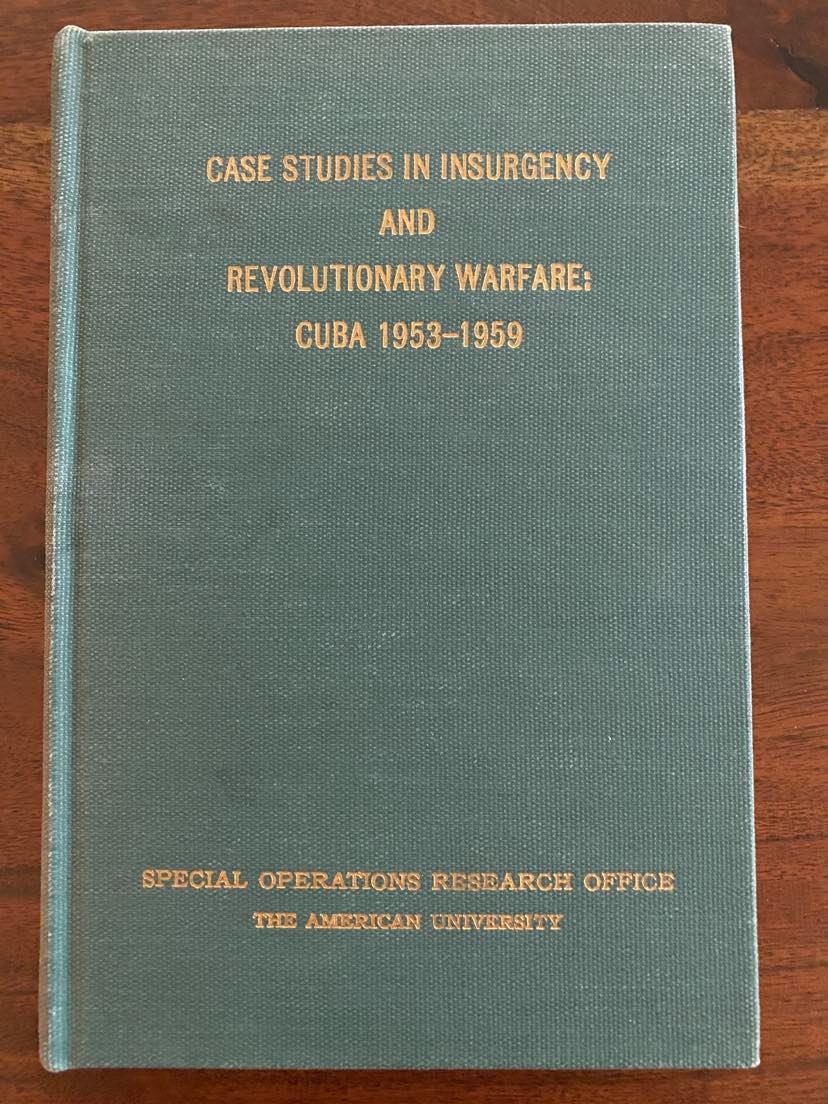 CASE STUDIES IN INSURGENCY
AND
REVOLUTIONARY WARFARE:
CUBA 1953–1959
SPECIAL OPERATIONS RESEARCH OFFICE
THE AMERICAN UNIVERSITY